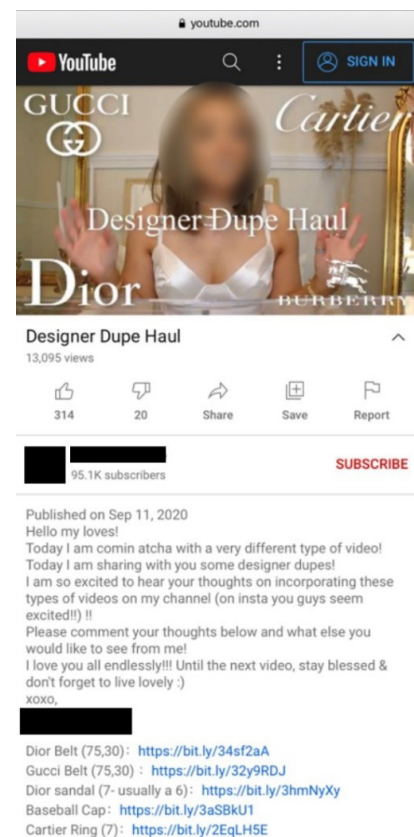 youtube.com
YouTube
SIGN IN
GUCCI
Cartier
Designer Dupe Haul
Dior
BURBERRY
Designer Dupe Haul
13,095 views
314
20
Share
Save
Report
95.1K subscribers
SUBSCRIBE
Published on Sep 11, 2020
Hello my loves!
Today I am comin atcha with a very different type of video!
Today I am sharing with you some designer dupes!
I am so excited to hear your thoughts on incorporating these
types of videos on my channel (on insta you guys seem
excited!!) !!
Please comment your thoughts below and what else you
would like to see from me!
I love you all endlessly!!! Until the next video, stay blessed &
don't forget to live lovely :)
xoxo,
Dior Belt (75,30): https://bit.ly/34sf2aA
Gucci Belt (75,30) : https://bit.ly/32y9RDJ
Dior sandal (7- usually a 6): https://bit.ly/3hmNyXy
Baseball Cap: https://bit.ly/3aSBkU1
Cartier Ring (7): https://bit.ly/2EqLH5E